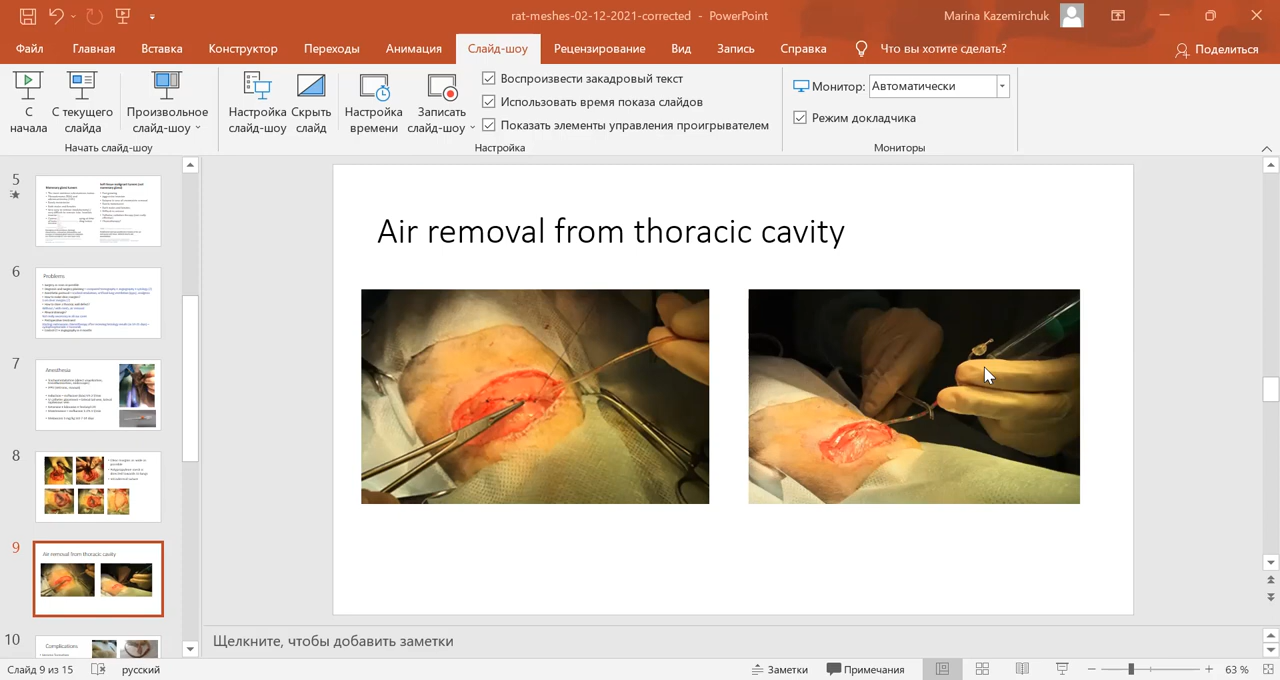 rat-meshes-02-12-2021-corrected - PowerPoint
Marina Kazemirchuk
Файл Главная Вставка Конструктор Переходы Анимация Слайд-шоу Рецензирование Вид Запись Справка Что вы хотите сделать? Поделиться
С начала
С текущего слайда
Произвольное слайд-шоу
Начать слайд-шоу
Настройка слайд-шоу
Скрыть слайд
Настройка времени
Записать слайд-шоу
Воспроизвести закадровый текст
Использовать время показа слайдов
Показать элементы управления проигрывателем
Настройка
Монитор: Автоматически
Режим докладчика
Мониторы
5
6
Problems
7
Anesthesia
8
9
Air removal from thoracic cavity
10
Complications
Air removal from thoracic cavity
Щелкните, чтобы добавить заметки
Слайд 9 из 15 русский Заметки Примечания 63 %